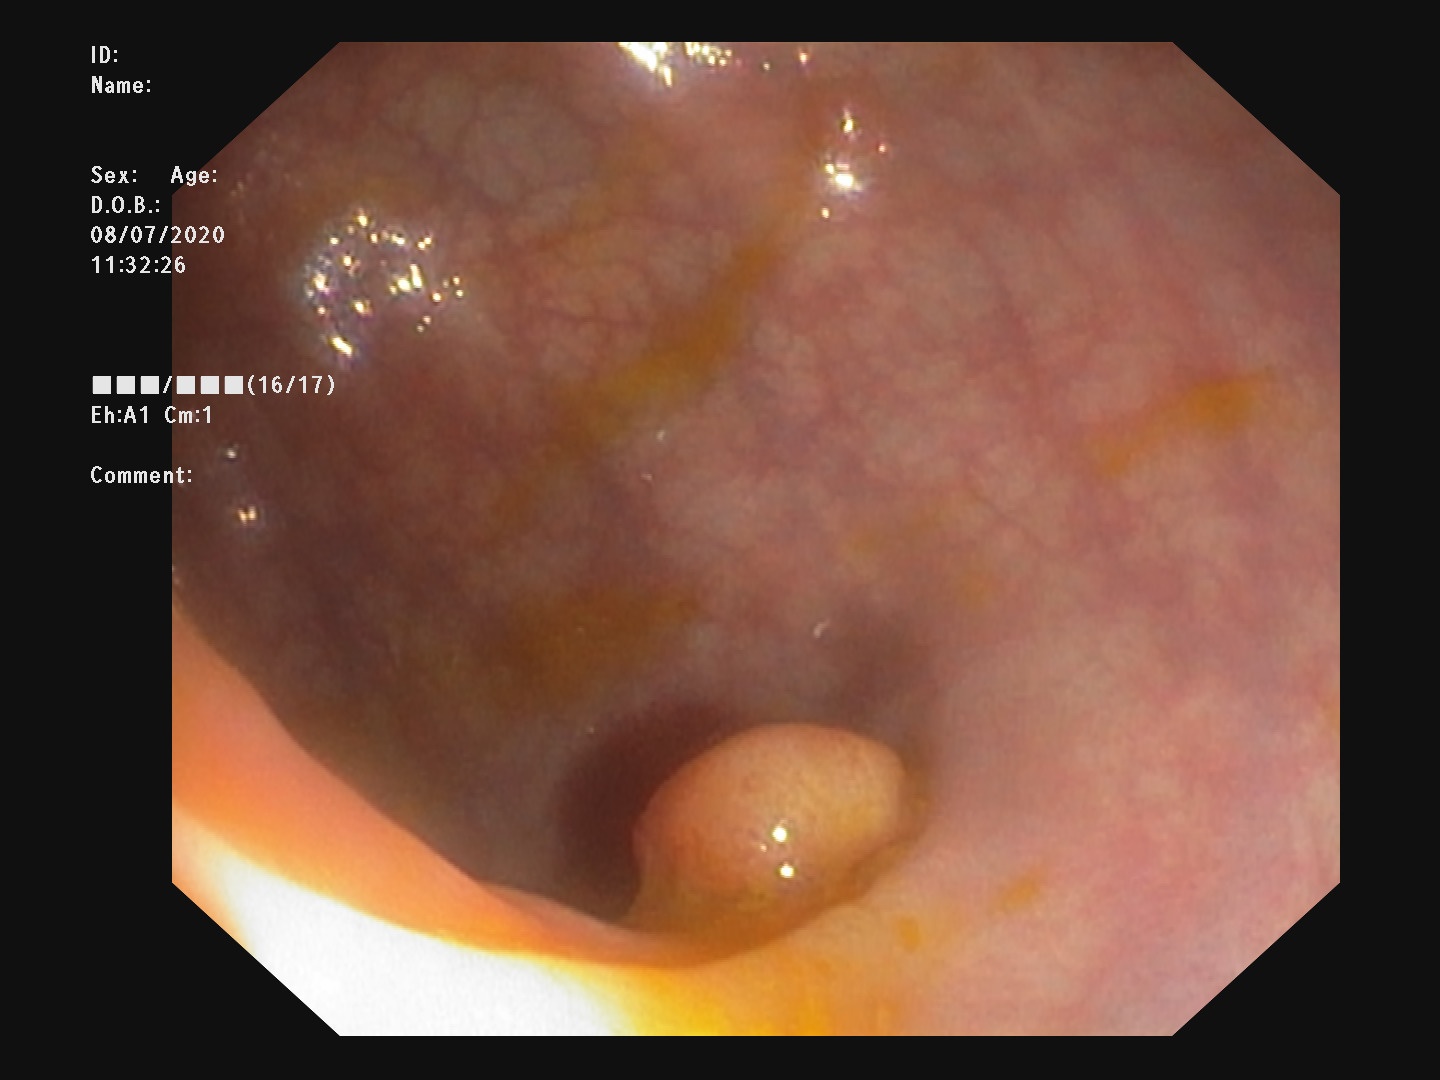 ID:
Name:
Sex: Age:
D.O.B.:
08/07/2020
11:32:26
■■■/■■■(16/17)
Eh:A1 Cm:1
Comment: